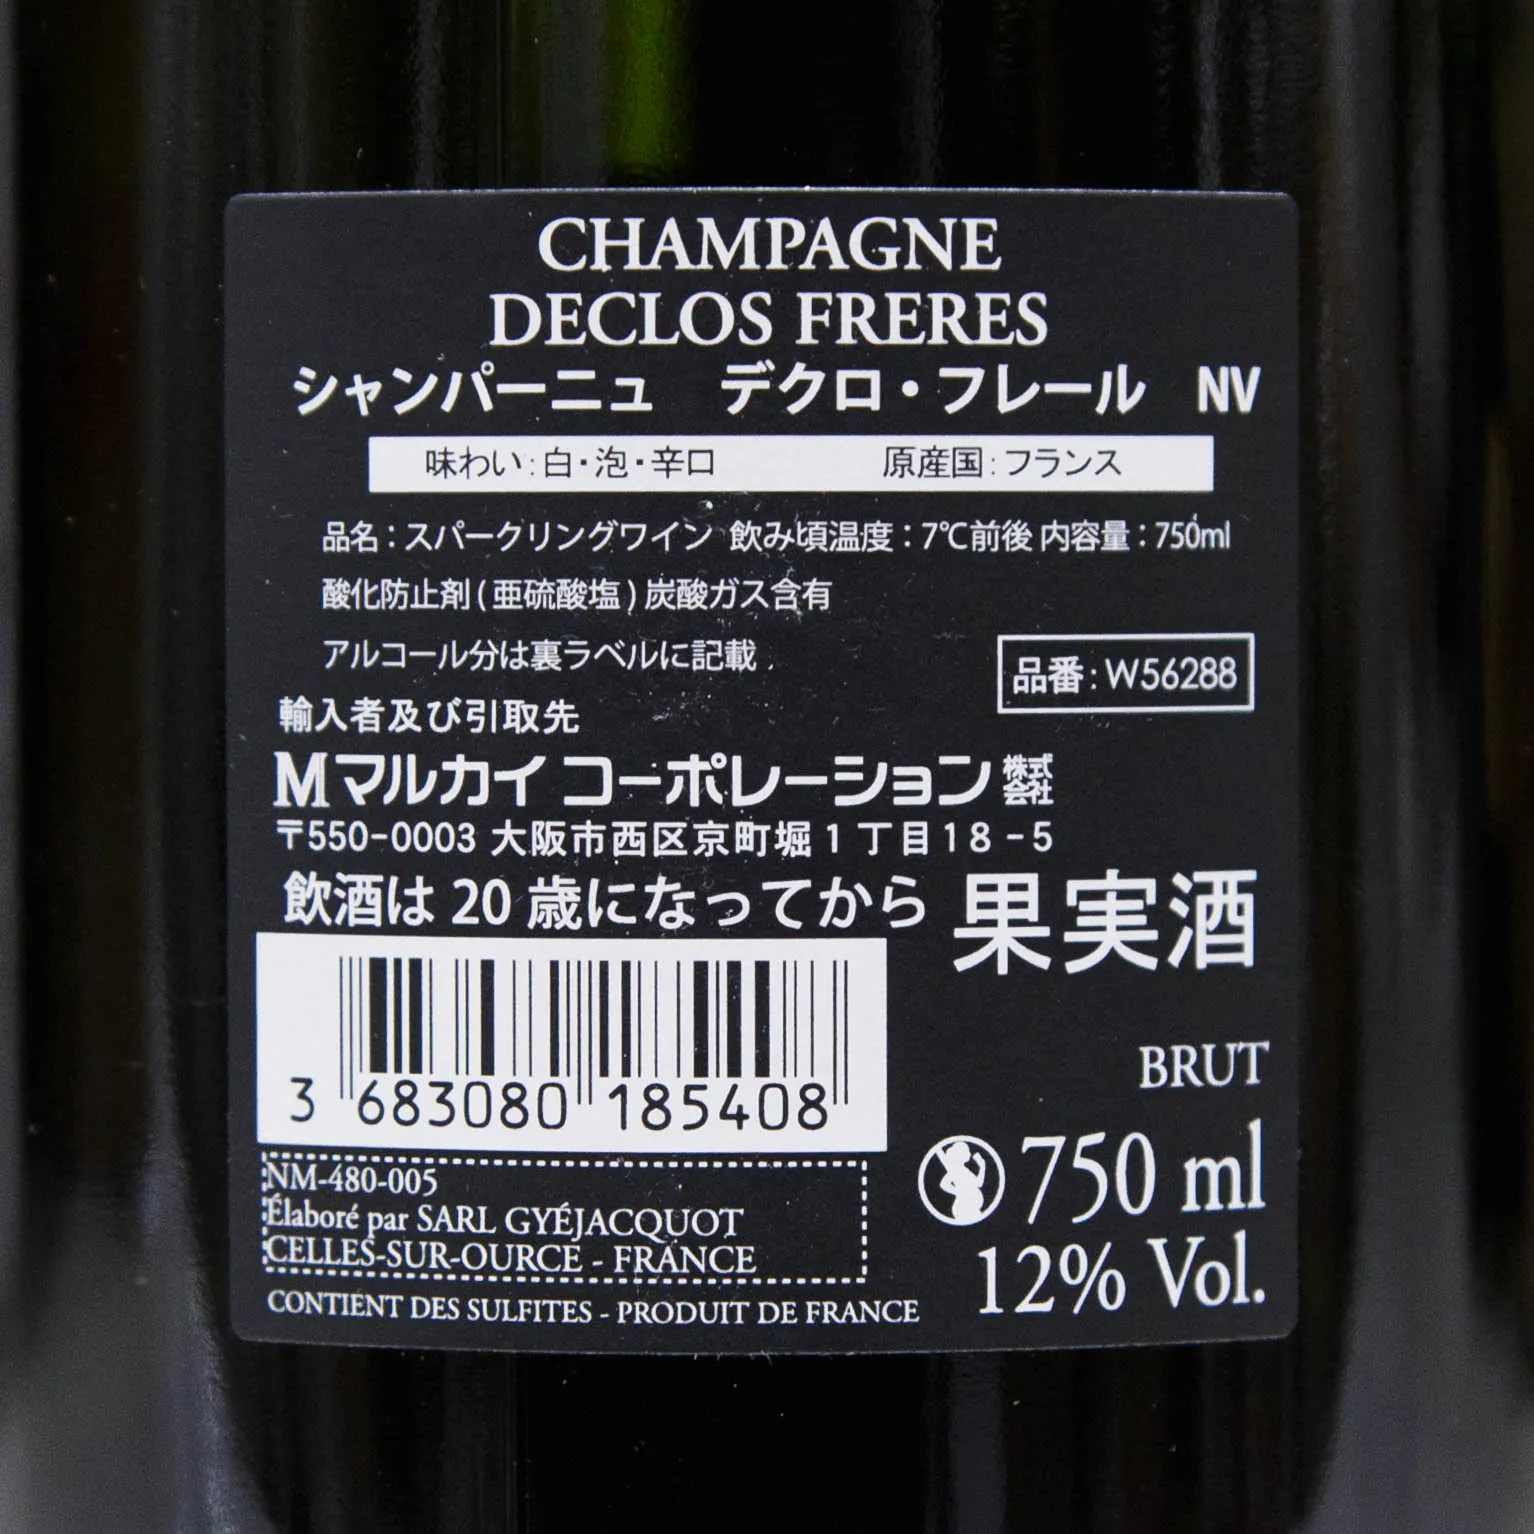 CHAMPAGNE
DECLOS FRERES
シャンパーニュ　デクロ・フレール　NV
味わい:白・泡・辛口　原産国:フランス
品名：スパークリングワイン 飲み頃温度：7℃前後 内容量：750ml
酸化防止剤(亜硫酸塩)炭酸ガス含有
アルコール分は裏ラベルに記載
品番:W56288
輸入者及び引取先
Mマルカイ コーポレーション 株式会社
〒550-0003 大阪市西区京町堀1丁目18-5
飲酒は20歳になってから
果実酒
3 683080 185408
BRUT
750 ml
12% Vol.
NM-480-005
Élaboré par SARL GYÉJACQUOT
CELLES-SUR-OURCE - FRANCE
CONTIENT DES SULFITES - PRODUIT DE FRANCE